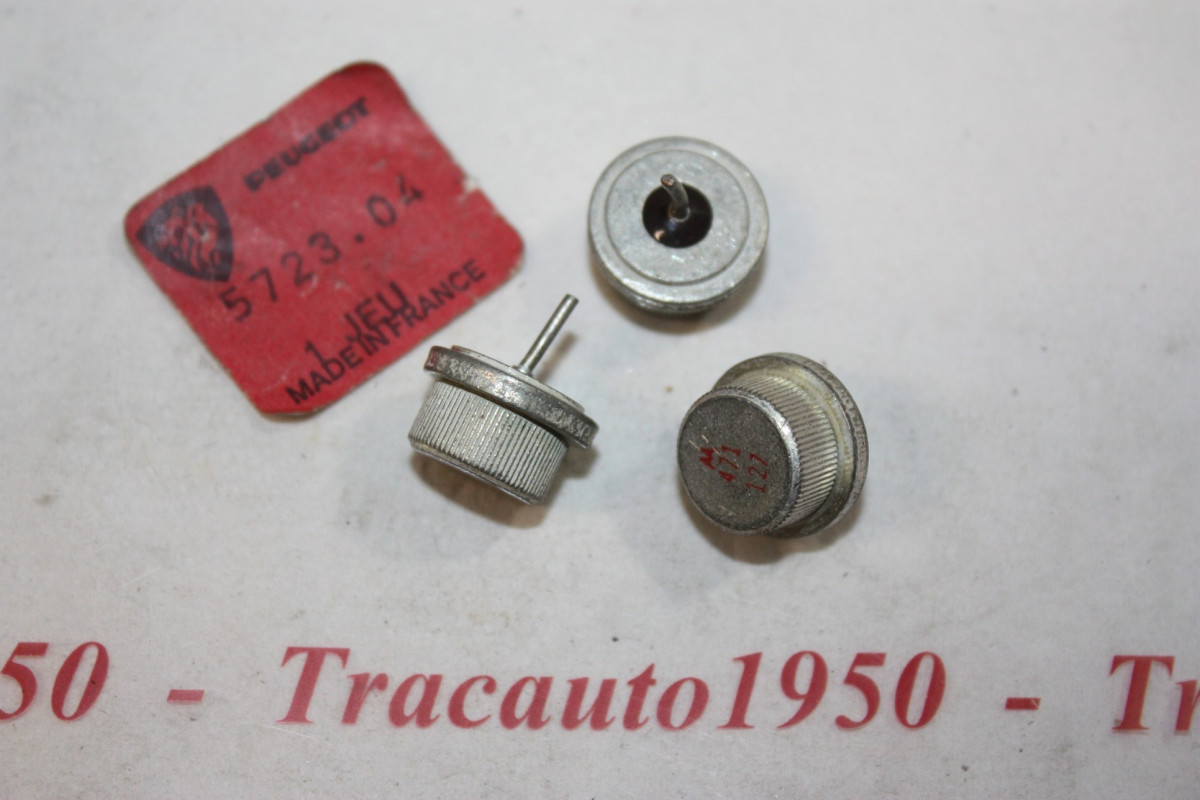 PEUGEOT
5723.04
1 JEU
MADE IN FRANCE
471
127
50 - Tracauto1950 - Tr